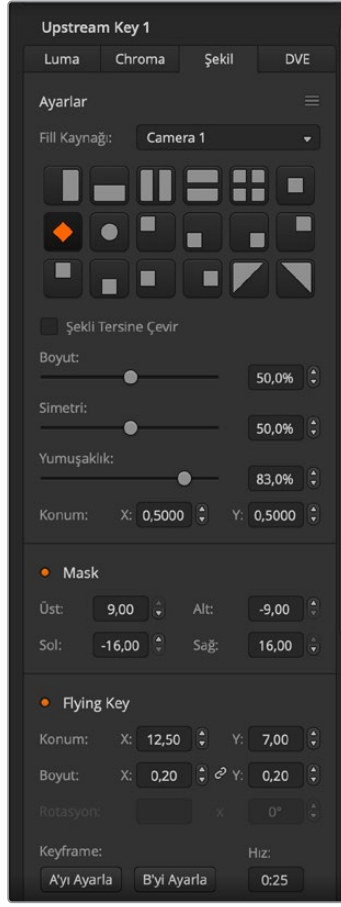 Upstream Key 1
Luma Chroma Şekil DVE
Ayarlar
Fill Kaynağı: Camera 1
Şekli Tersine Çevir
Boyut:
50,0%
Simetri:
50,0%
Yumuşaklık:
83,0%
Konum: X: 0,5000 Y: 0,5000
Mask
Üst: 9,00 Alt: -9,00
Sol: -16,00 Sağ: 16,00
Flying Key
Konum: X: 12,50 Y: 7,00
Boyut: X: 0,20 Y: 0,20
Rotasyon: x 0°
Keyframe: Hız:
A'yı Ayarla B'yi Ayarla 0:25